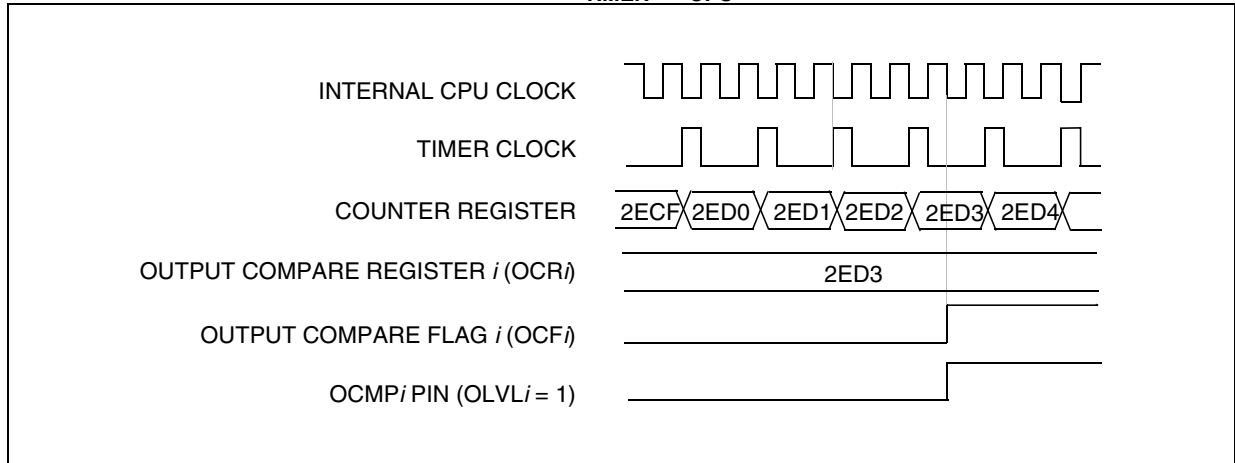 INTERNAL CPU CLOCK
TIMER CLOCK
COUNTER REGISTER 2ECF 2ED0 2ED1 2ED2 2ED3 2ED4
OUTPUT COMPARE REGISTER i (OCRi) 2ED3
OUTPUT COMPARE FLAG i (OCFi)
OCMPi PIN (OLVLi = 1)